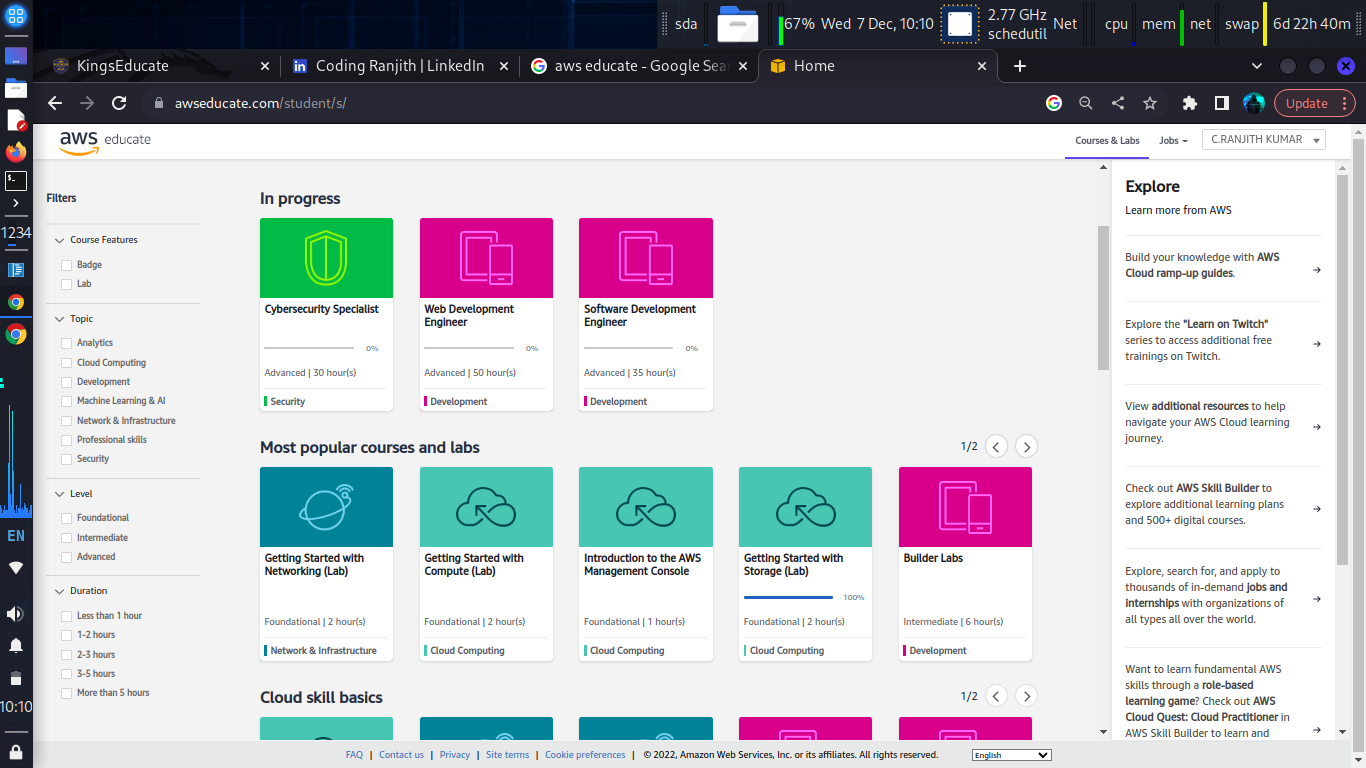 sda
67% Wed 7 Dec, 10:10
2.77 GHz
schedutil
Net
cpu
mem
net
swap
6d 22h 40m
KingsEducate
Coding Ranjith | LinkedIn
aws educate - Google Sea
Home
awseducate.com/student/s/
Update
aws educate
Courses & Labs
Jobs
C.RANJITH KUMAR
1234
EN
10:10
Filters
Course Features
Badge
Lab
Topic
Analytics
Cloud Computing
Development
Machine Learning & AI
Network & Infrastructure
Professional skills
Security
Level
Foundational
Intermediate
Advanced
Duration
Less than 1 hour
1-2 hours
2-3 hours
3-5 hours
More than 5 hours
In progress
Cybersecurity Specialist
0%
Advanced | 30 hour(s)
Security
Web Development
Engineer
0%
Advanced | 50 hour(s)
Development
Software Development
Engineer
0%
Advanced | 35 hour(s)
Development
Most popular courses and labs
1/2
Getting Started with
Networking (Lab)
Foundational | 2 hour(s)
Network & Infrastructure
Getting Started with
Compute (Lab)
Foundational | 2 hour(s)
Cloud Computing
Introduction to the AWS
Management Console
Foundational | 1 hour(s)
Cloud Computing
Getting Started with
Storage (Lab)
100%
Foundational | 2 hour(s)
Cloud Computing
Builder Labs
Intermediate | 6 hour(s)
Development
Cloud skill basics
1/2
Explore
Learn more from AWS
Build your knowledge with AWS
Cloud ramp-up guides.
Explore the "Learn on Twitch"
series to access additional free
trainings on Twitch.
View additional resources to help
navigate your AWS Cloud learning
journey.
Check out AWS Skill Builder to
explore additional learning plans
and 500+ digital courses.
Explore, search for, and apply to
thousands of in-demand jobs and
internships with organizations of
all types all over the world.
Want to learn fundamental AWS
skills through a role-based
learning game? Check out AWS
Cloud Quest: Cloud Practitioner in
AWS Skill Builder to learn and
FAQ | Contact us | Privacy | Site terms | Cookie preferences | © 2022, Amazon Web Services, Inc. or its affiliates. All rights reserved.
English